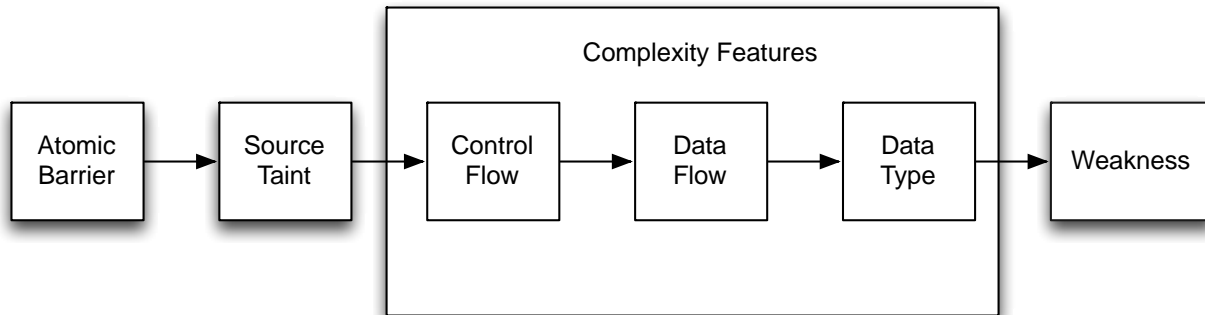 Complexity Features
Atomic
Barrier
Source
Taint
Control
Flow
Data
Flow
Data
Type
Weakness